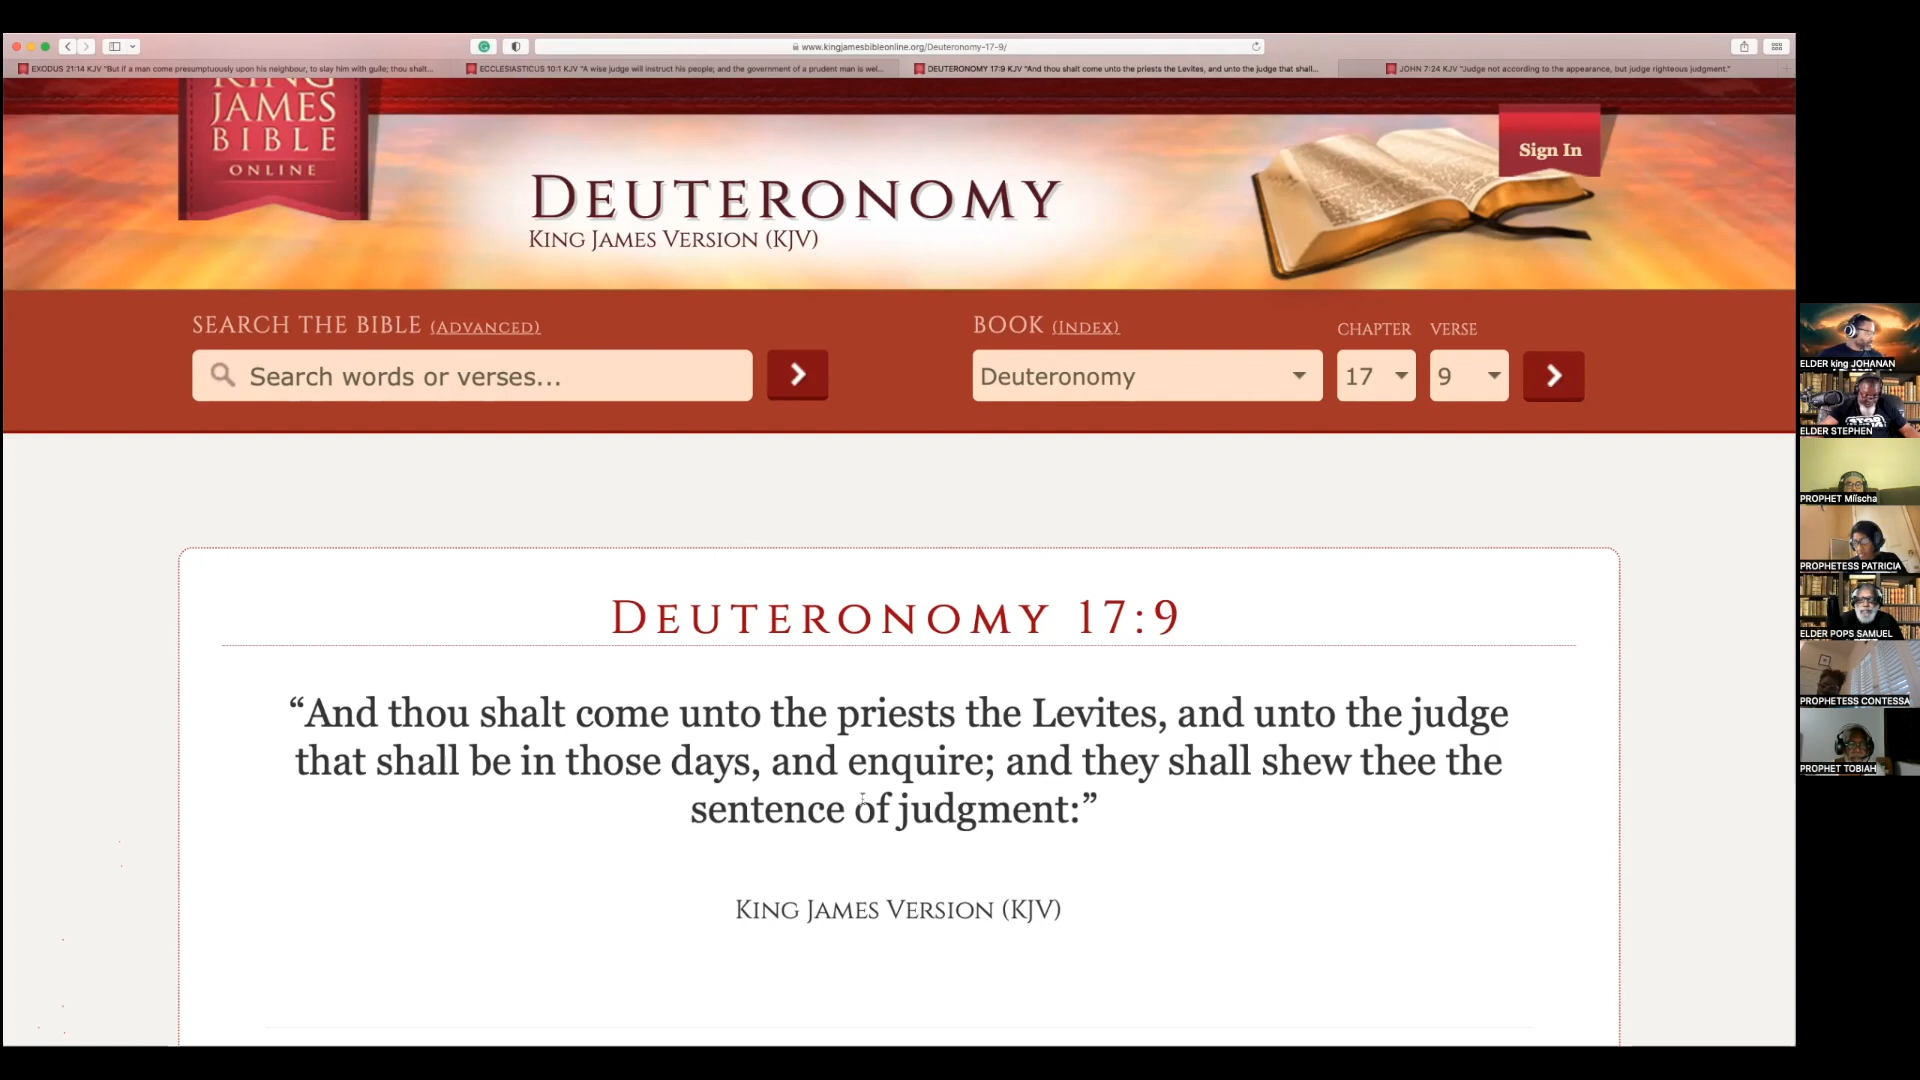 www.kingjamesbibleonline.org/Deuteronomy-17-9/
EXODUS 21:14 KJV "But if a man come presumptuously upon his neighbour, to slay him with guile; thou shalt...
ECCLESIASTICUS 10:1 KJV "A wise judge will instruct his people; and the government of a prudent man is wel...
DEUTERONOMY 17:9 KJV "And thou shalt come unto the priests the Levites, and unto the judge that shall...
JOHN 7:24 KJV "Judge not according to the appearance, but judge righteous judgment."
KING
JAMES
BIBLE
ONLINE
Sign In
DEUTERONOMY
KING JAMES VERSION (KJV)
SEARCH THE BIBLE (ADVANCED)
BOOK (INDEX)
CHAPTER
VERSE
Search words or verses...
Deuteronomy
17
9
DEUTERONOMY 17:9
“And thou shalt come unto the priests the Levites, and unto the judge
that shall be in those days, and enquire; and they shall shew thee the
sentence of judgment:”
KING JAMES VERSION (KJV)
ELDER king JOHANAN
ELDER STEPHEN
PROPHET Miischa
PROPHETESS PATRICIA
ELDER POPS SAMUEL
PROPHETESS CONTESSA
PROPHET TOBIAH